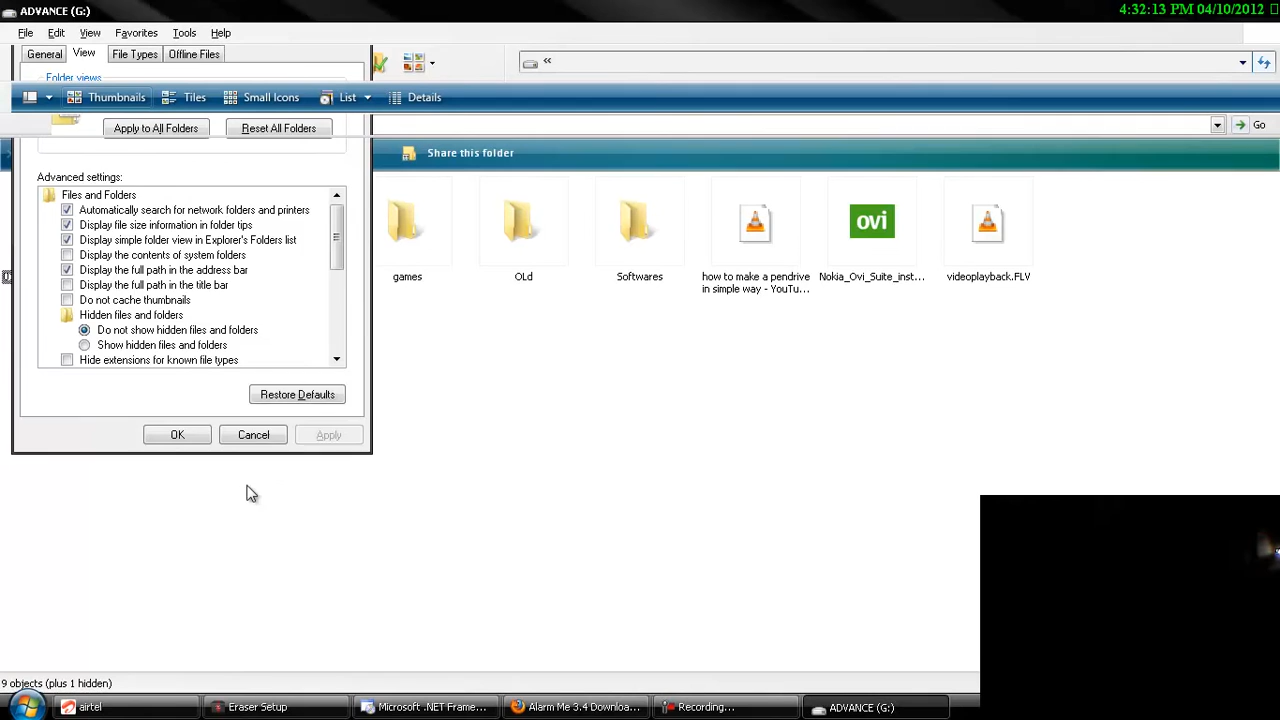 ADVANCE (G:)
4:32:13 PM 04/10/2012
File Edit View Favorites Tools Help
General View File Types Offline Files
Folder views
Thumbnails Tiles Small Icons List Details
Apply to All Folders Reset All Folders
Go
Share this folder
Advanced settings:
Files and Folders
Automatically search for network folders and printers
Display file size information in folder tips
Display simple folder view in Explorer's Folders list
Display the contents of system folders
Display the full path in the address bar
Display the full path in the title bar
Do not cache thumbnails
Hidden files and folders
Do not show hidden files and folders
Show hidden files and folders
Hide extensions for known file types
Restore Defaults
OK Cancel Apply
games
OLd
Softwares
how to make a pendrive
in simple way - YouTu...
ovi
Nokia_Ovi_Suite_inst...
videoplayback.FLV
9 objects (plus 1 hidden)
airtel
Eraser Setup
Microsoft .NET Frame...
Alarm Me 3.4 Downloa...
Recording...
ADVANCE (G:)